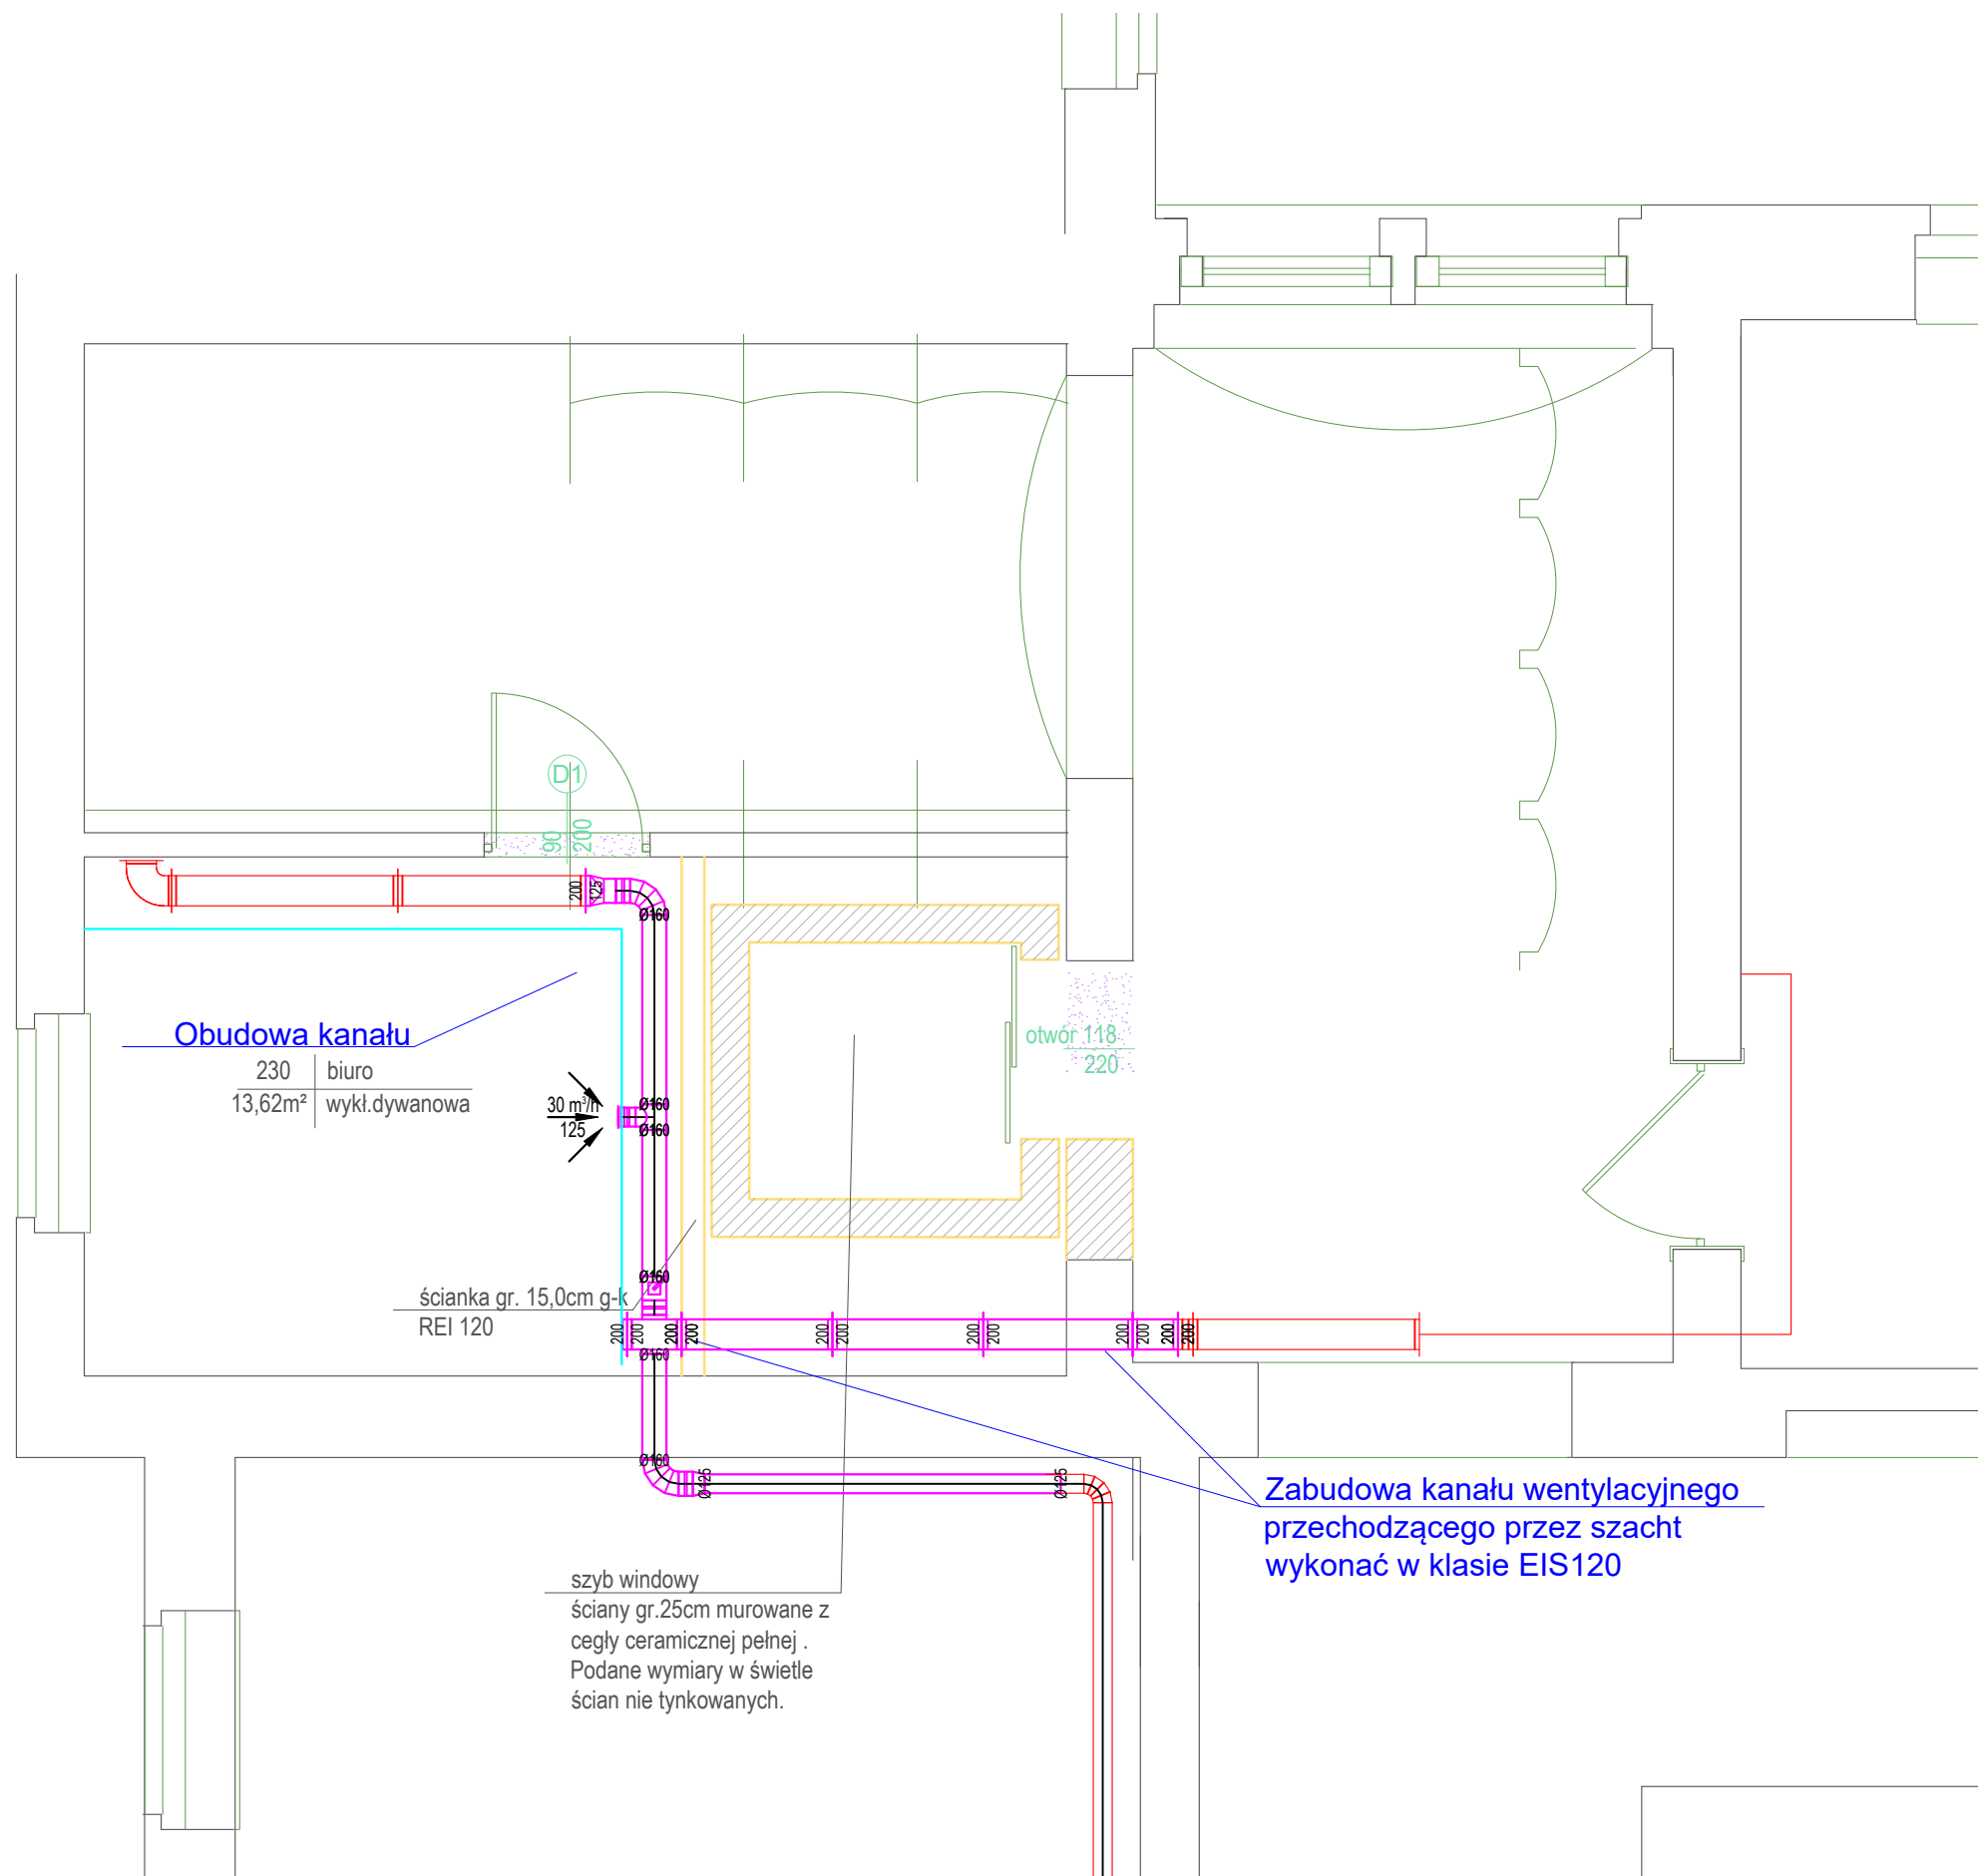 D1
90
200
200
125
Ø160
Obudowa kanału
230 biuro
13,62m² wykł.dywanowa
otwór 118
220
30 m³/h
125
Ø160
Ø160
Ø160
ścianka gr. 15,0cm g-k
REI 120
200 200 200 200 200 200 200 200 200 200 200 200
Ø160
Ø160
Ø125
Ø125
Zabudowa kanału wentylacyjnego
przechodzącego przez szacht
wykonać w klasie EIS120
szyb windowy
ściany gr.25cm murowane z
cegły ceramicznej pełnej .
Podane wymiary w świetle
ścian nie tynkowanych.